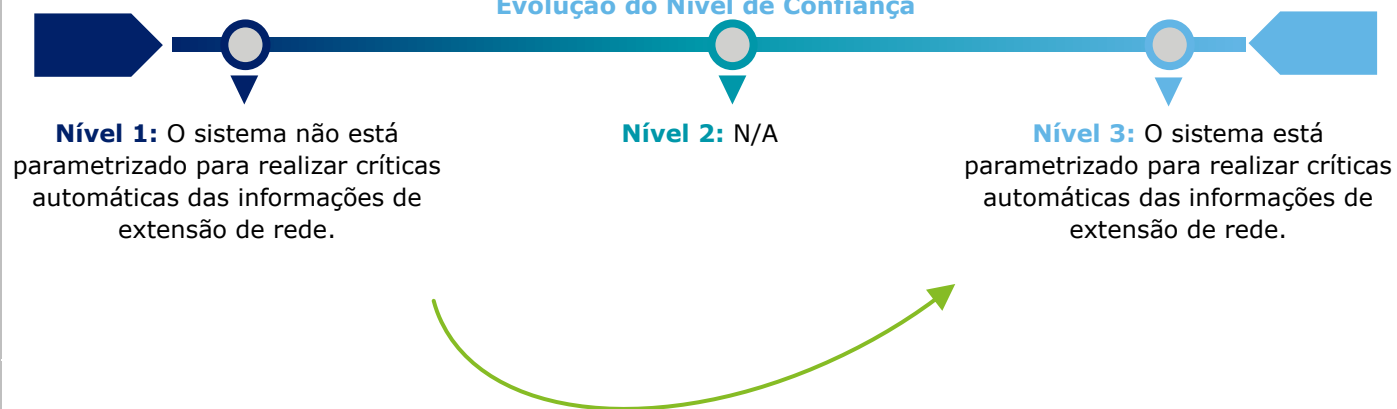 Evolução do Nível de Confiança
Nível 1: O sistema não está
parametrizado para realizar críticas
automáticas das informações de
extensão de rede.
Nível 2: N/A
Nível 3: O sistema está
parametrizado para realizar críticas
automáticas das informações de
extensão de rede.